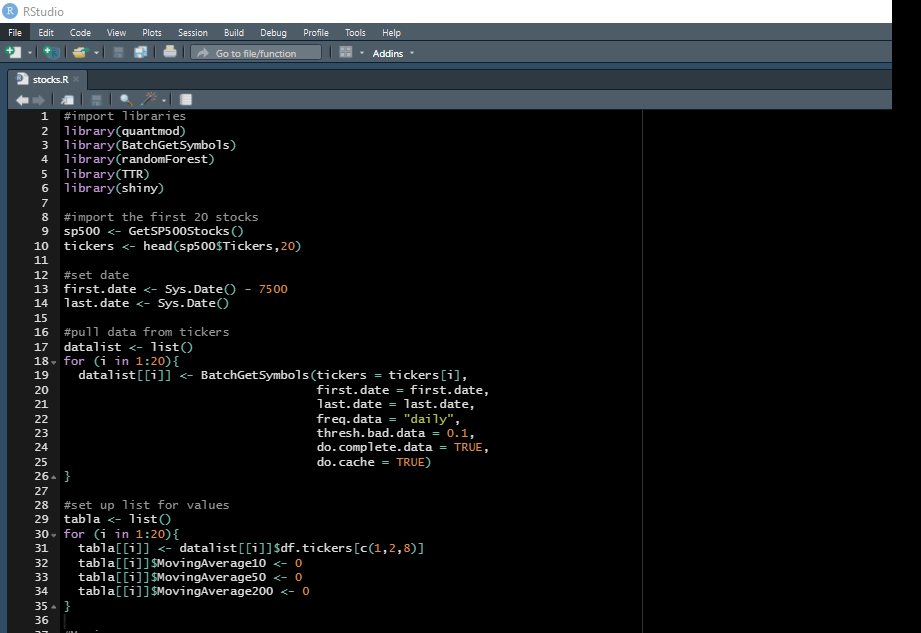 RStudio
File Edit Code View Plots Session Build Debug Profile Tools Help
Go to file/function Addins
stocks.R
1 #import libraries
2 library(quantmod)
3 library(BatchGetSymbols)
4 library(randomForest)
5 library(TTR)
6 library(shiny)
7
8 #import the first 20 stocks
9 sp500 <- GetSP500Stocks()
10 tickers <- head(sp500$Tickers,20)
11
12 #set date
13 first.date <- Sys.Date() - 7500
14 last.date <- Sys.Date()
15
16 #pull data from tickers
17 datalist <- list()
18 for (i in 1:20){
19 datalist[[i]] <- BatchGetSymbols(tickers = tickers[i],
20 first.date = first.date,
21 last.date = last.date,
22 freq.data = "daily",
23 thresh.bad.data = 0.1,
24 do.complete.data = TRUE,
25 do.cache = TRUE)
26 }
27
28 #set up list for values
29 tabla <- list()
30 for (i in 1:20){
31 tabla[[i]] <- datalist[[i]]$df.tickers[c(1,2,8)]
32 tabla[[i]]$MovingAverage10 <- 0
33 tabla[[i]]$MovingAverage50 <- 0
34 tabla[[i]]$MovingAverage200 <- 0
35 }
36